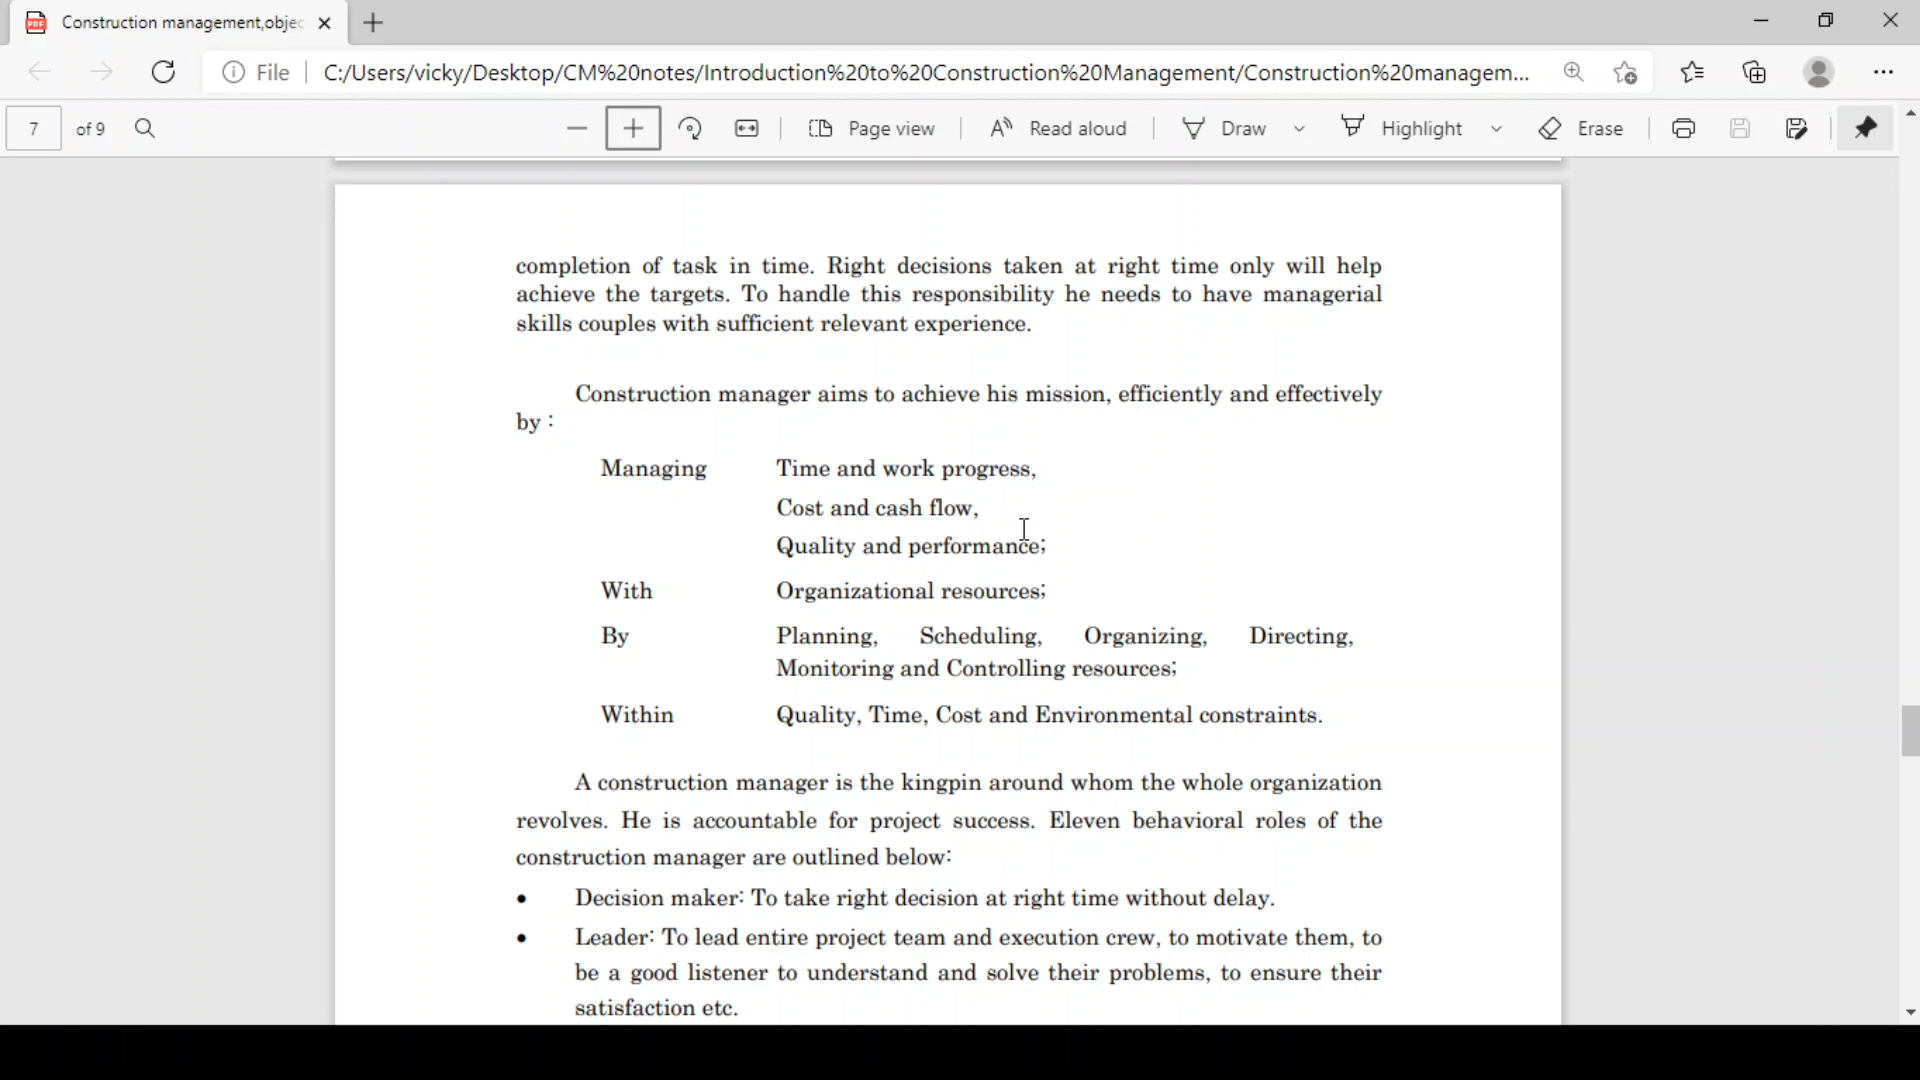 Construction management,objec
File C:/Users/vicky/Desktop/CM%20notes/Introduction%20to%20Construction%20Management/Construction%20managem...
7 of 9 Page view Read aloud Draw Highlight Erase
completion of task in time. Right decisions taken at right time only will help
achieve the targets. To handle this responsibility he needs to have managerial
skills couples with sufficient relevant experience.
Construction manager aims to achieve his mission, efficiently and effectively
by :
Managing Time and work progress,
Cost and cash flow,
Quality and performance;
With Organizational resources;
By Planning, Scheduling, Organizing, Directing,
Monitoring and Controlling resources;
Within Quality, Time, Cost and Environmental constraints.
A construction manager is the kingpin around whom the whole organization
revolves. He is accountable for project success. Eleven behavioral roles of the
construction manager are outlined below:
• Decision maker: To take right decision at right time without delay.
• Leader: To lead entire project team and execution crew, to motivate them, to
be a good listener to understand and solve their problems, to ensure their
satisfaction etc.